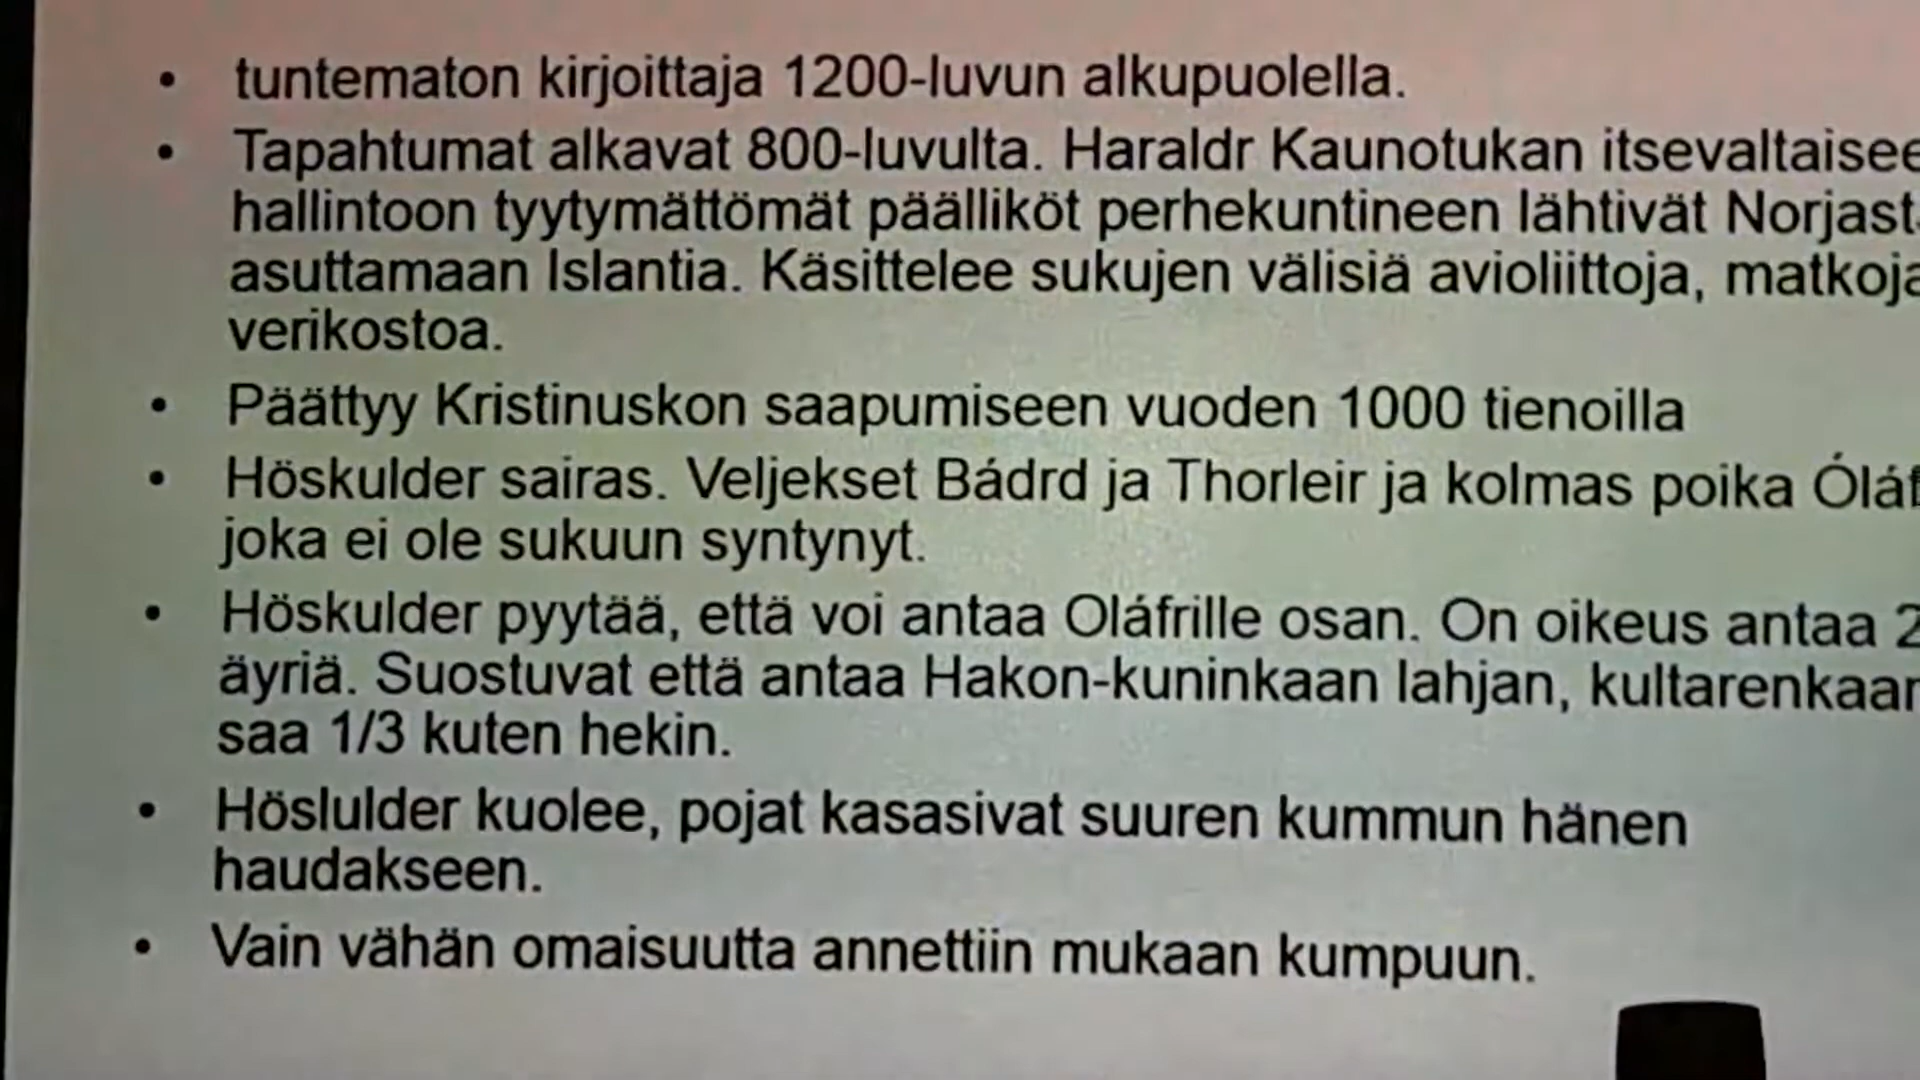 • tuntematon kirjoittaja 1200-luvun alkupuolella.
• Tapahtumat alkavat 800-luvulta. Haraldr Kaunotukan itsevaltaisee
hallintoon tyytymättömät päälliköt perhekuntineen lähtivät Norjast
asuttamaan Islantia. Käsittelee sukujen välisiä avioliittoja, matkoja
verikostoa.
• Päättyy Kristinuskon saapumiseen vuoden 1000 tienoilla
• Höskulder sairas. Veljekset Bádrd ja Thorleir ja kolmas poika Óláf
joka ei ole sukuun syntynyt.
• Höskulder pyytää, että voi antaa Oláfrille osan. On oikeus antaa 2
äyriä. Suostuvat että antaa Hakon-kuninkaan lahjan, kultarenkaan
saa 1/3 kuten hekin.
• Höslulder kuolee, pojat kasasivat suuren kummun hänen
haudakseen.
• Vain vähän omaisuutta annettiin mukaan kumpuun.